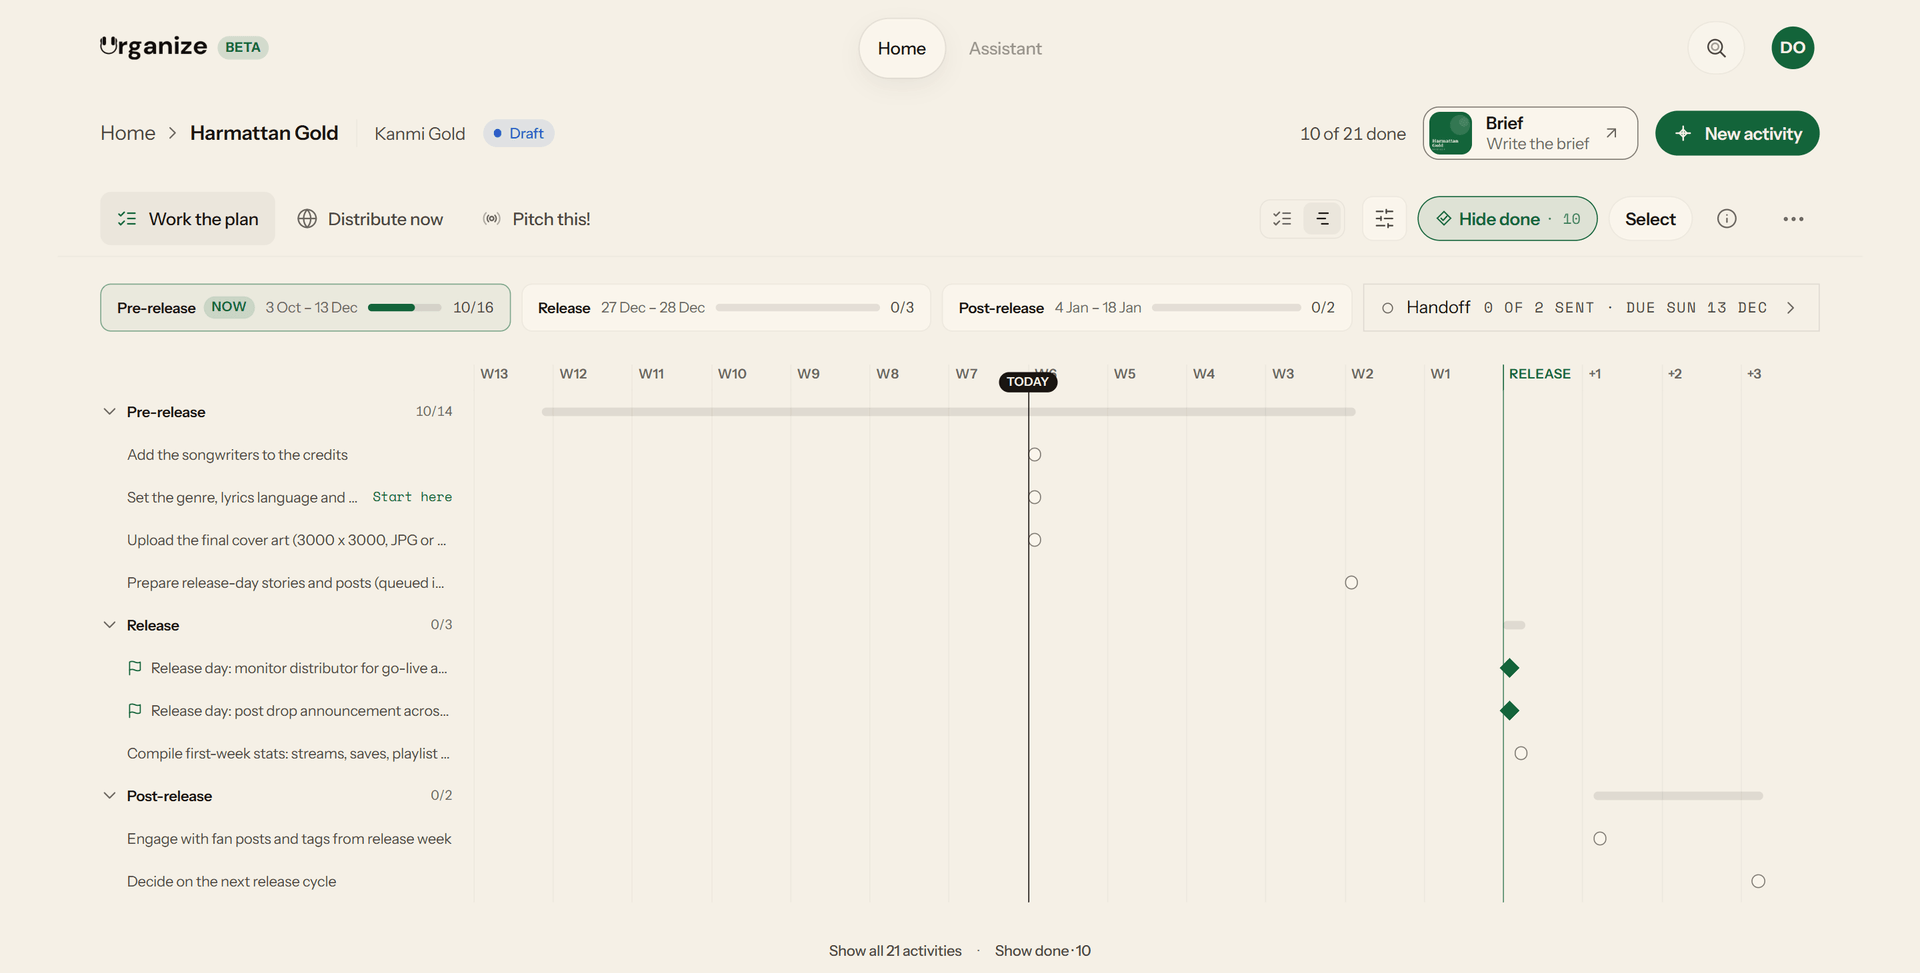 Urganize BETA
Home Assistant
DO
Home > Harmattan Gold Kanmi Gold Draft
10 of 21 done
Harmattan Gold
Brief
Write the brief
New activity
Work the plan Distribute now Pitch this!
Hide done · 10 Select
Pre-release NOW 3 Oct – 13 Dec 10/16
Release 27 Dec – 28 Dec 0/3
Post-release 4 Jan – 18 Jan 0/2
Handoff 0 OF 2 SENT · DUE SUN 13 DEC
W13 W12 W11 W10 W9 W8 W7 W6 W5 W4 W3 W2 W1 RELEASE +1 +2 +3
TODAY
Pre-release 10/14
Add the songwriters to the credits
Set the genre, lyrics language and ... Start here
Upload the final cover art (3000 x 3000, JPG or ...
Prepare release-day stories and posts (queued i...
Release 0/3
Release day: monitor distributor for go-live a...
Release day: post drop announcement acros...
Compile first-week stats: streams, saves, playlist ...
Post-release 0/2
Engage with fan posts and tags from release week
Decide on the next release cycle
Show all 21 activities · Show done · 10